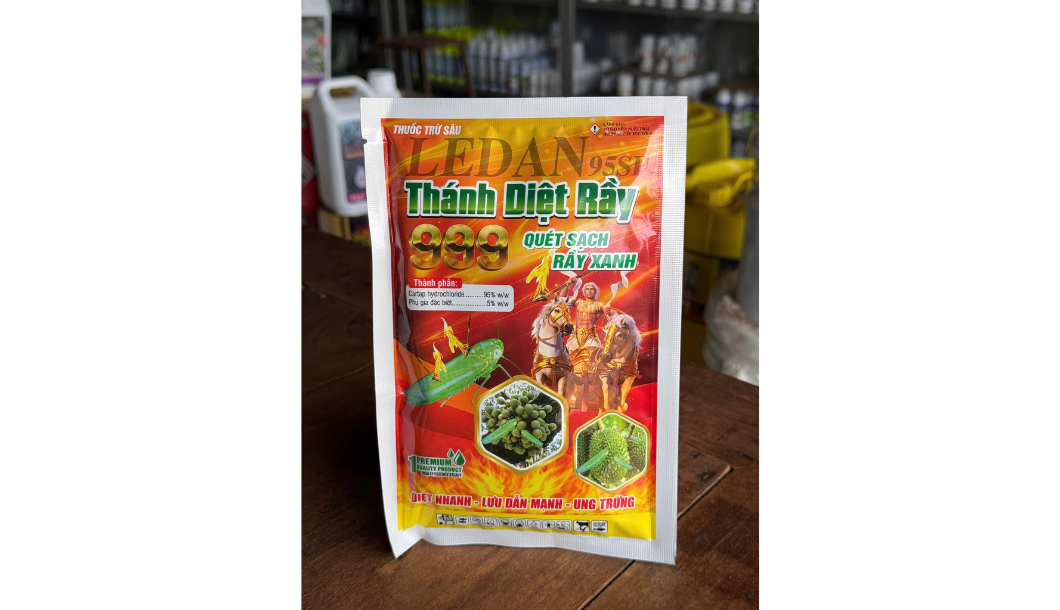 THUỐC TRỪ SÂU
LEDAN 95SP
Thánh Diệt Rầy
999
QUÉT SẠCH
RẦY XANH
Thành phần:
Cartap hydrochloride..........95% w/w
Phụ gia đặc biệt....................5% w/w
1 PREMIUM
QUALITY PRODUCT
DIỆT NHANH - LƯU DẪN MẠNH - UNG TRỨNG